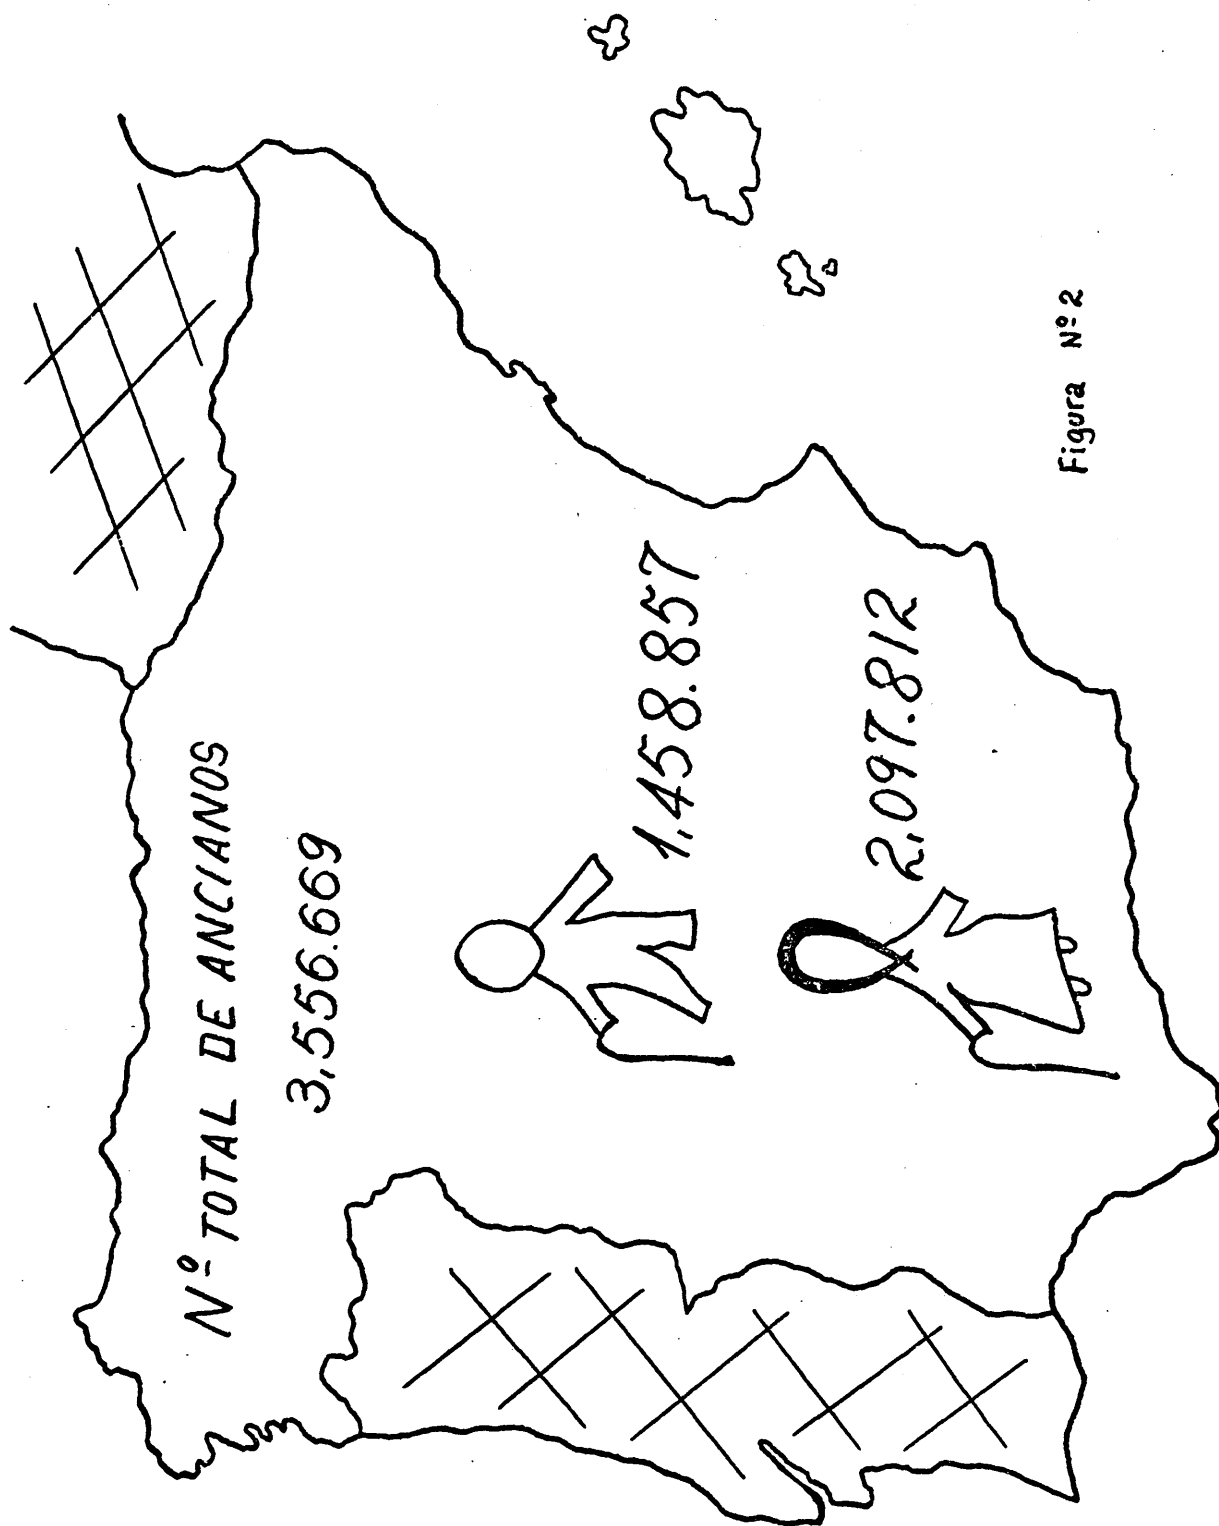 Nº TOTAL DE ANCIANOS
3,556.669
1,458.857
2,097.812
Figura Nº 2